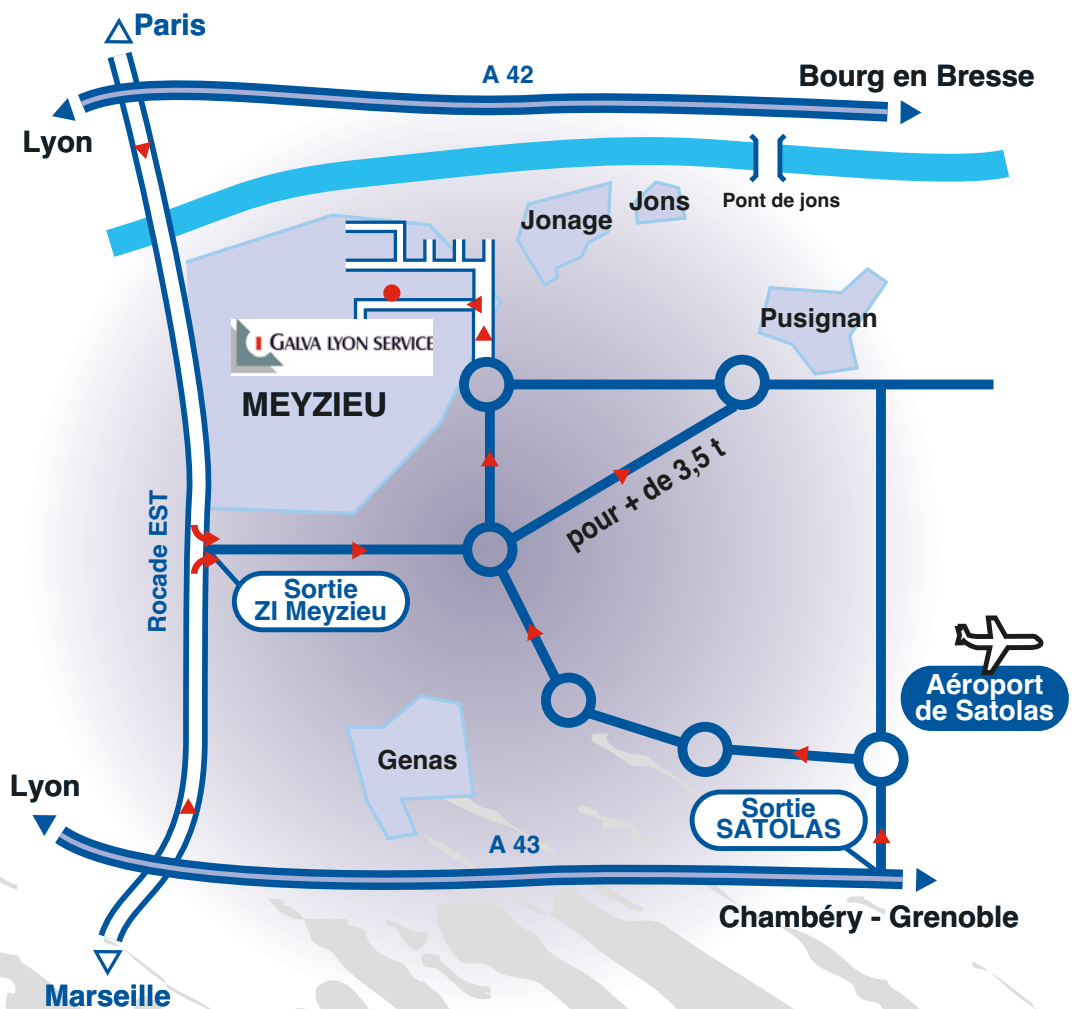 Paris
A 42
Bourg en Bresse
Lyon
Pont de jons
Jons
Jonage
Pusignan
GALVA LYON SERVICE
MEYZIEU
pour + de 3,5 t
Rocade EST
Sortie
ZI Meyzieu
Aéroport
de Satolas
Genas
Lyon
Sortie
SATOLAS
A 43
Chambéry - Grenoble
Marseille